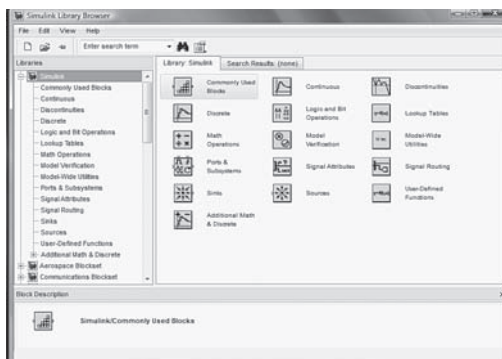 Simulink Library Browser
File Edit View Help
Enter search term
Libraries
Library: Simulink
Search Results: (none)
Simulink
Commonly Used Blocks
Continuous
Discontinuities
Discrete
Logic and Bit Operations
Lookup Tables
Math Operations
Model Verification
Model-Wide Utilities
Ports & Subsystems
Signal Attributes
Signal Routing
Sinks
Sources
User-Defined Functions
Additional Math & Discrete
Aerospace Blockset
Communications Blockset
Commonly Used
Blocks
Continuous
Discontinuities
Discrete
Logic and Bit
Operations
Lookup Tables
Math
Operations
Model
Verification
Model-Wide
Utilities
Ports &
Subsystems
Signal Attributes
Signal Routing
Sinks
Sources
User-Defined
Functions
Additional Math
& Discrete
Block Description
Simulink/Commonly Used Blocks